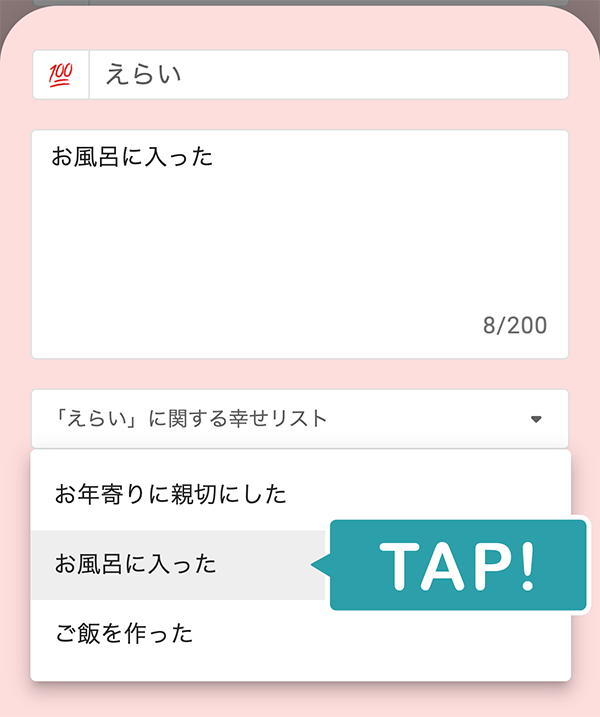 💯 えらい
お風呂に入った
8/200
「えらい」に関する幸せリスト
お年寄りに親切にした
お風呂に入った
TAP!
ご飯を作った